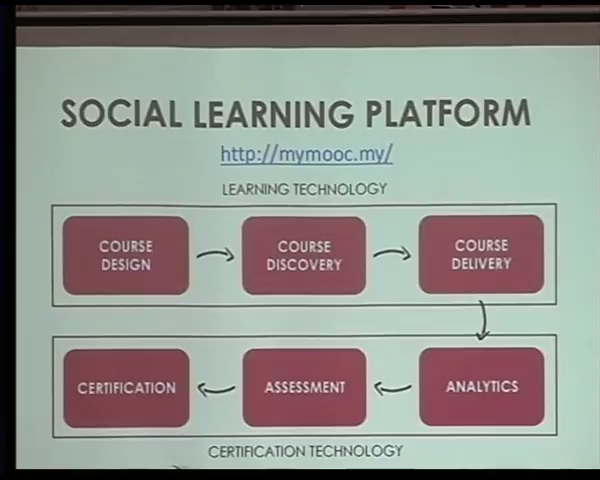 SOCIAL LEARNING PLATFORM
http://mymooc.my/
LEARNING TECHNOLOGY
COURSE
DESIGN
COURSE
DISCOVERY
COURSE
DELIVERY
CERTIFICATION
ASSESSMENT
ANALYTICS
CERTIFICATION TECHNOLOGY